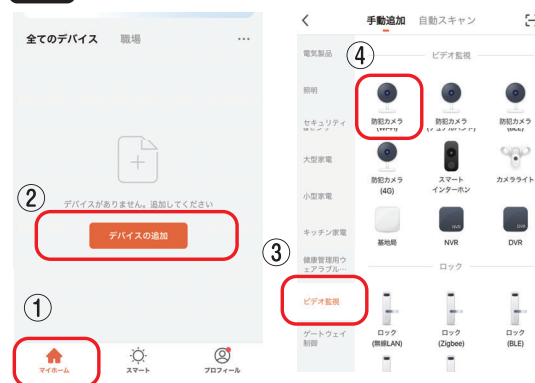 全てのデバイス 職場 ...
デバイスがありません。追加してください
②
デバイスの追加
①
マイホーム スマート プロフィール
手動追加 自動スキャン
電気製品
照明
セキュリティ
大型家電
小型家電
キッチン家電
③
健康管理用ウ
ェアラブル…
ビデオ監視
ゲートウェイ
制御
④
ビデオ監視
防犯カメラ 防犯カメラ 防犯カメラ
(Wi-Fi) (デュアルバンド) (BLE)
防犯カメラ スマート カメラライト
(4G) インターホン
基地局 NVR DVR
ロック
ロック ロック ロック
(無線LAN) (Zigbee) (BLE)